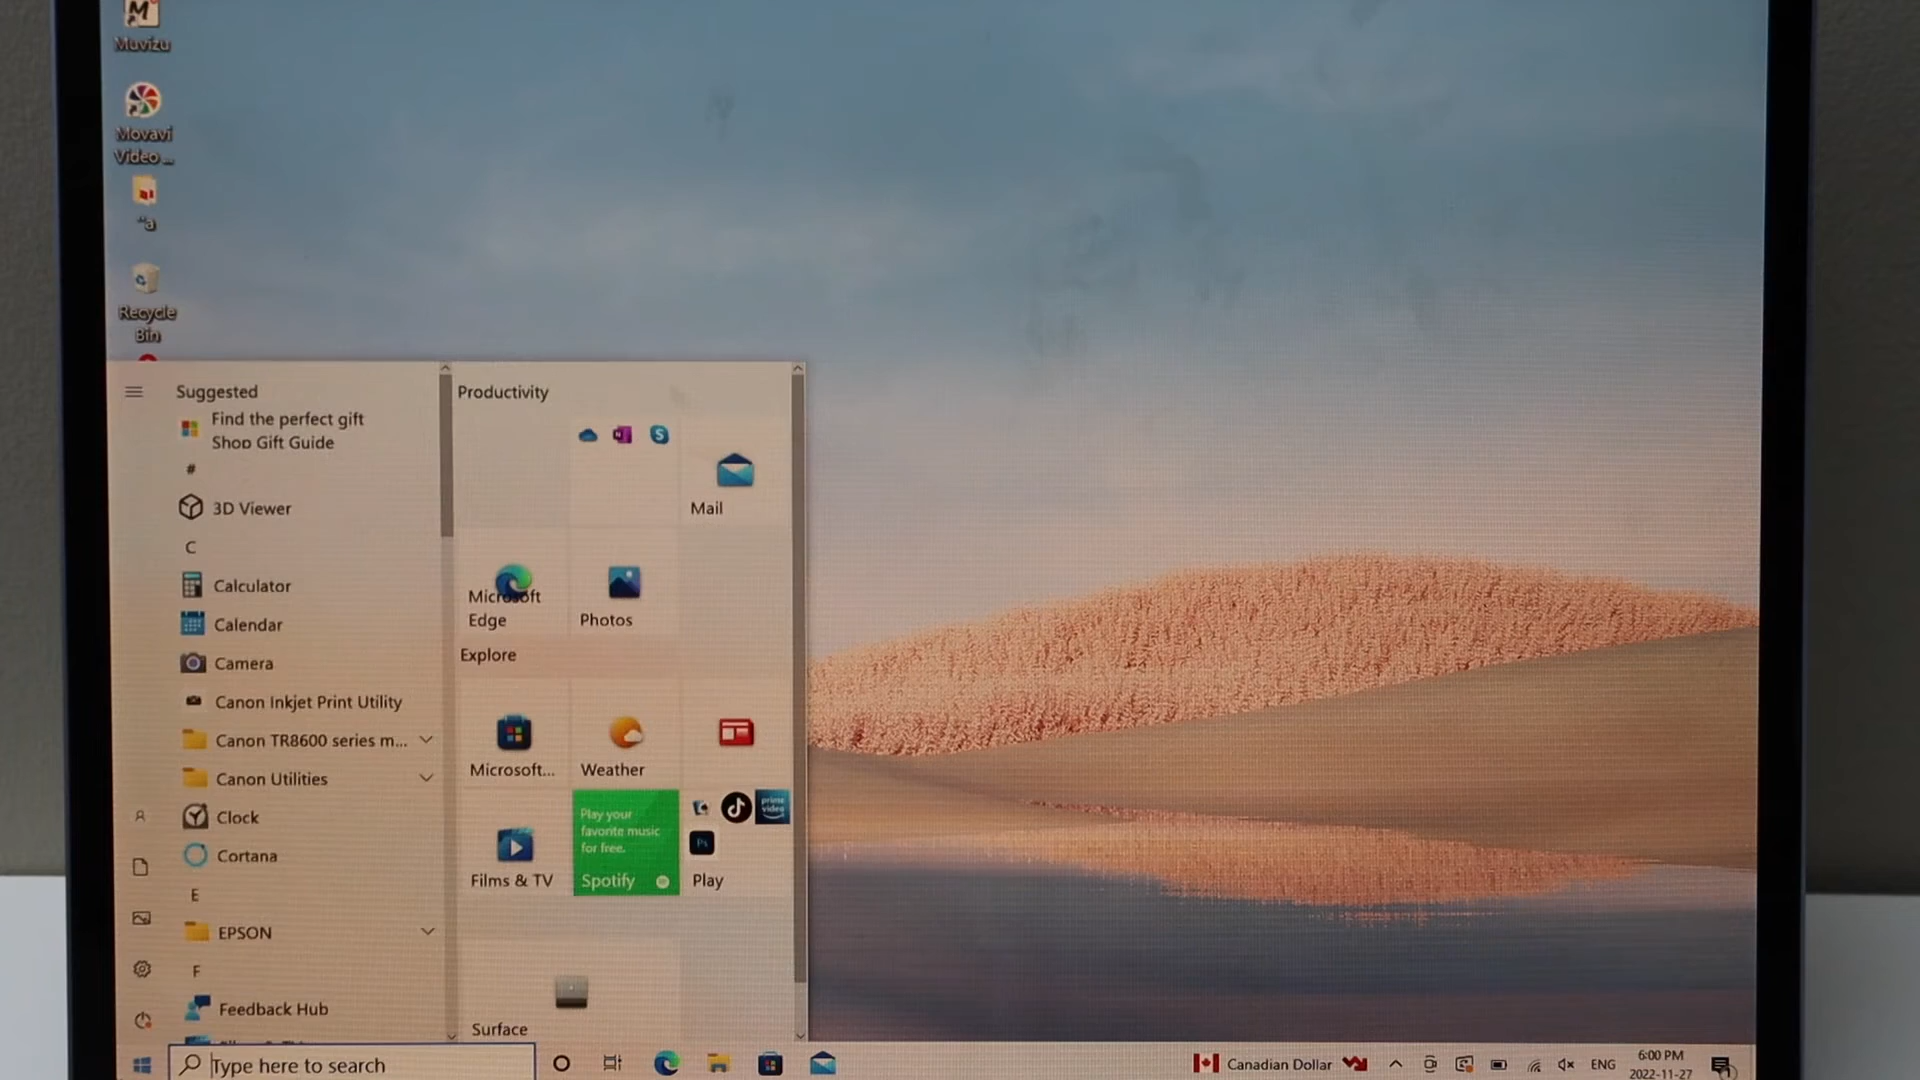 Muvizu
Movavi
Video ...
Recycle
Bin
Suggested
Find the perfect gift
Shop Gift Guide
#
3D Viewer
C
Calculator
Calendar
Camera
Canon Inkjet Print Utility
Canon TR8600 series m...
Canon Utilities
Clock
Cortana
E
EPSON
F
Feedback Hub
Productivity
Mail
Microsoft
Edge
Photos
Explore
Microsoft...
Weather
Films & TV
Play your
favorite music
for free.
Spotify
prime
video
Ps
Play
Surface
Type here to search
Canadian Dollar
ENG
6:00 PM
2022-11-27